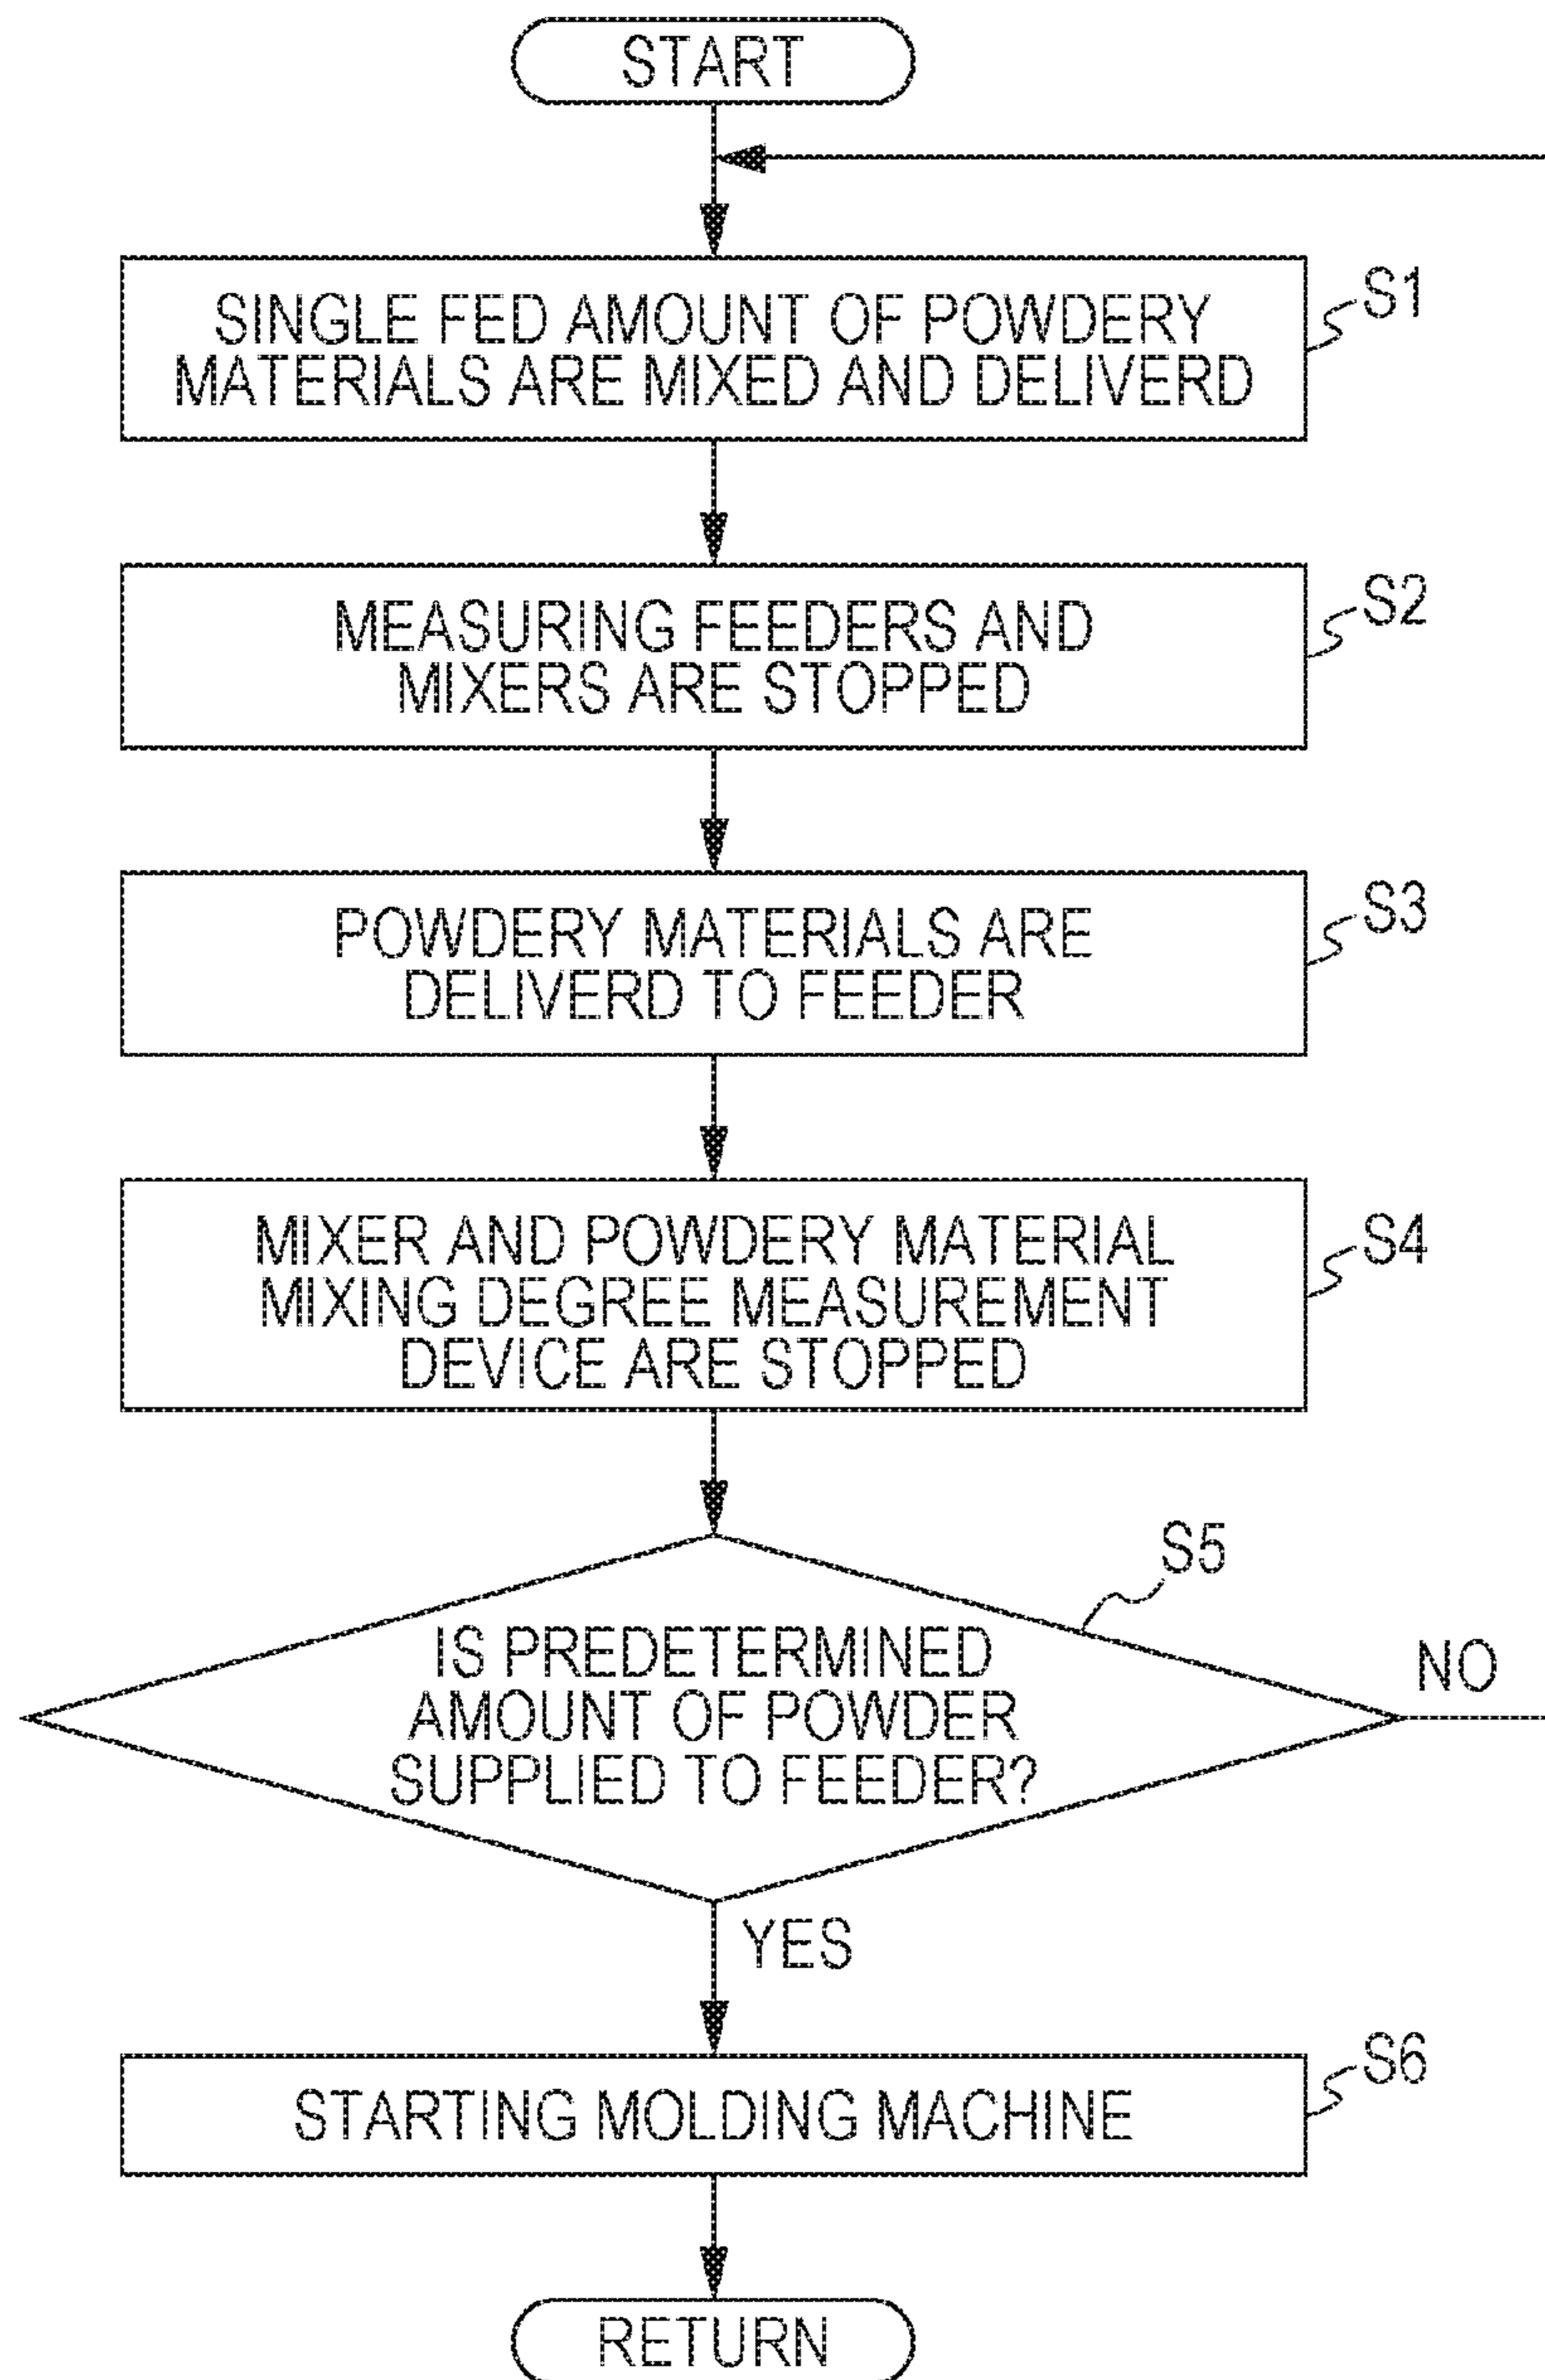 START
SINGLE FED AMOUNT OF POWDERY
MATERIALS ARE MIXED AND DELIVERD
S1
MEASURING FEEDERS AND
MIXERS ARE STOPPED
S2
POWDERY MATERIALS ARE
DELIVERD TO FEEDER
S3
MIXER AND POWDERY MATERIAL
MIXING DEGREE MEASUREMENT
DEVICE ARE STOPPED
S4
S5
IS PREDETERMINED
AMOUNT OF POWDER
SUPPLIED TO FEEDER?
NO
YES
STARTING MOLDING MACHINE
S6
RETURN